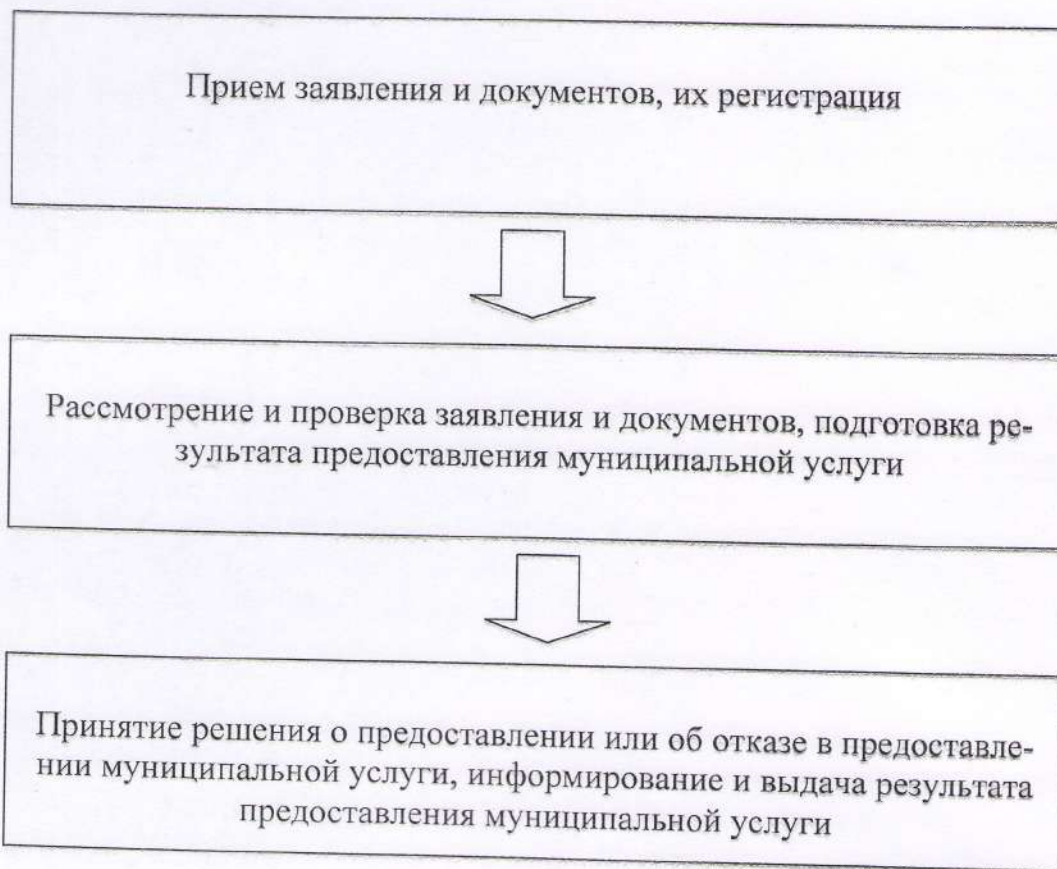 Прием заявления и документов, их регистрация
Рассмотрение и проверка заявления и документов, подготовка ре-
зультата предоставления муниципальной услуги
Принятие решения о предоставлении или об отказе в предоставле-
нии муниципальной услуги, информирование и выдача результата
предоставления муниципальной услуги